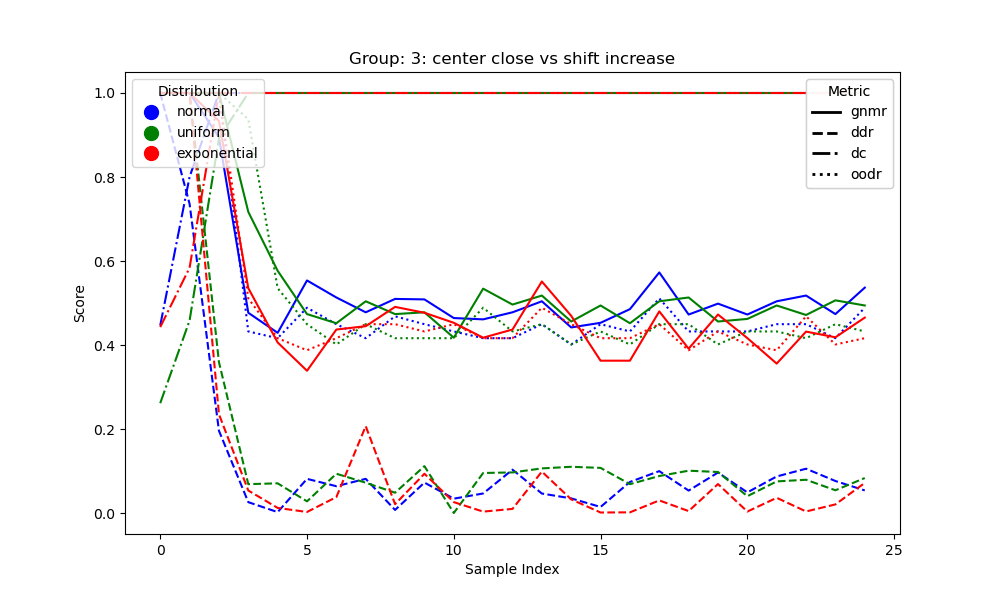 Group: 3: center close vs shift increase
Distribution
normal
uniform
exponential
Metric
gnmr
ddr
dc
oodr
Score
1.0
0.8
0.6
0.4
0.2
0.0
0
5
10
15
20
25
Sample Index